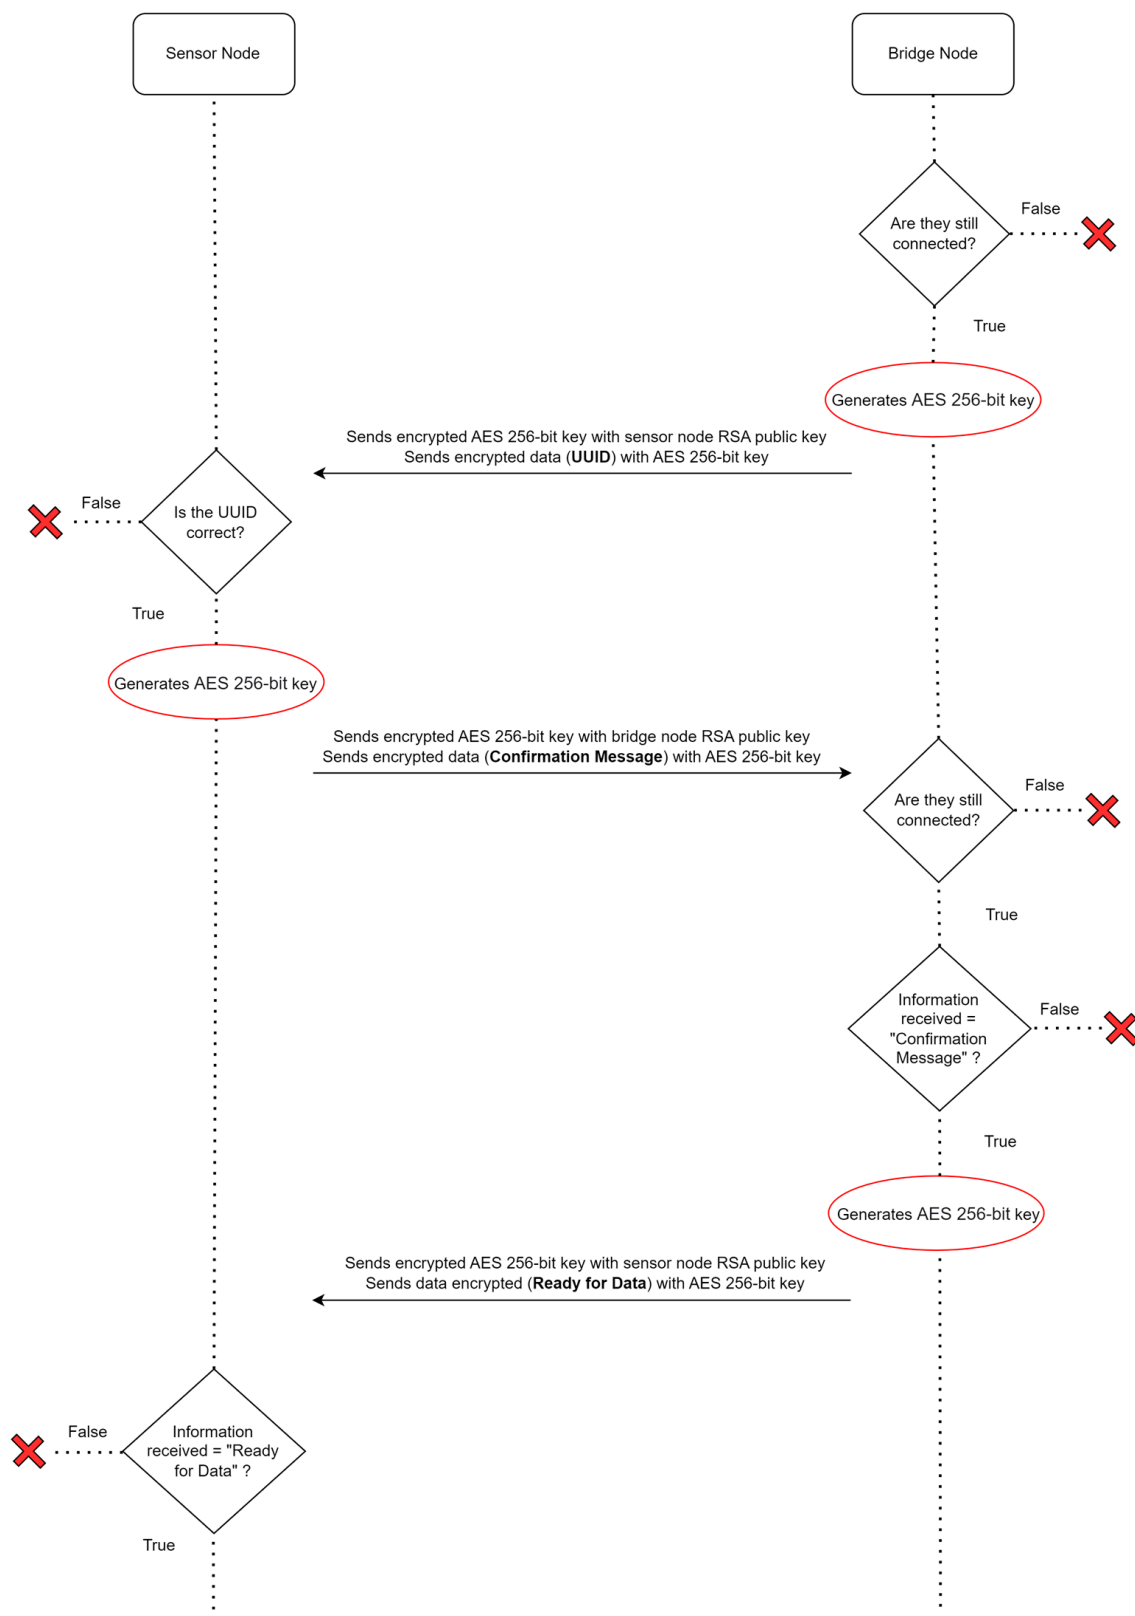 Sensor Node
Bridge Node
Are they still
connected?
False
True
Generates AES 256-bit key
Sends encrypted AES 256-bit key with sensor node RSA public key
Sends encrypted data (UUID) with AES 256-bit key
False
Is the UUID
correct?
True
Generates AES 256-bit key
Sends encrypted AES 256-bit key with bridge node RSA public key
Sends encrypted data (Confirmation Message) with AES 256-bit key
Are they still
connected?
False
True
Information
received =
"Confirmation
Message" ?
False
True
Generates AES 256-bit key
Sends encrypted AES 256-bit key with sensor node RSA public key
Sends data encrypted (Ready for Data) with AES 256-bit key
False
Information
received = "Ready
for Data" ?
True